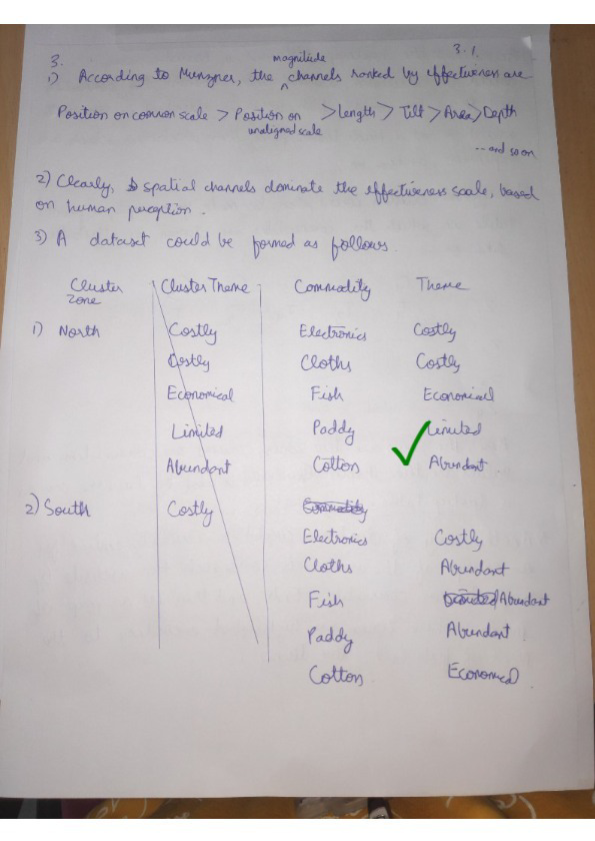 3.
3.1.
magnitude
1) According to Munzner, the ^ channels ranked by effectiveness are
Position on common scale > Position on unaligned scale > Length > Tilt > Area > Depth
-- and so on
2) Clearly, spatial channels dominate the effectiveness scale, based
on human perception.
3) A dataset could be formed as follows.
Cluster Zone Cluster Theme Commodity Theme
1) North Costly Electronics Costly
Costly Cloths Costly
Economical Fish Economical
Limited Paddy Limited
Abundant Cotton Abundant
2) South Costly Commodity
Electronics Costly
Cloths Abundant
Fish Limited Abundant
Paddy Abundant
Cotton Economical